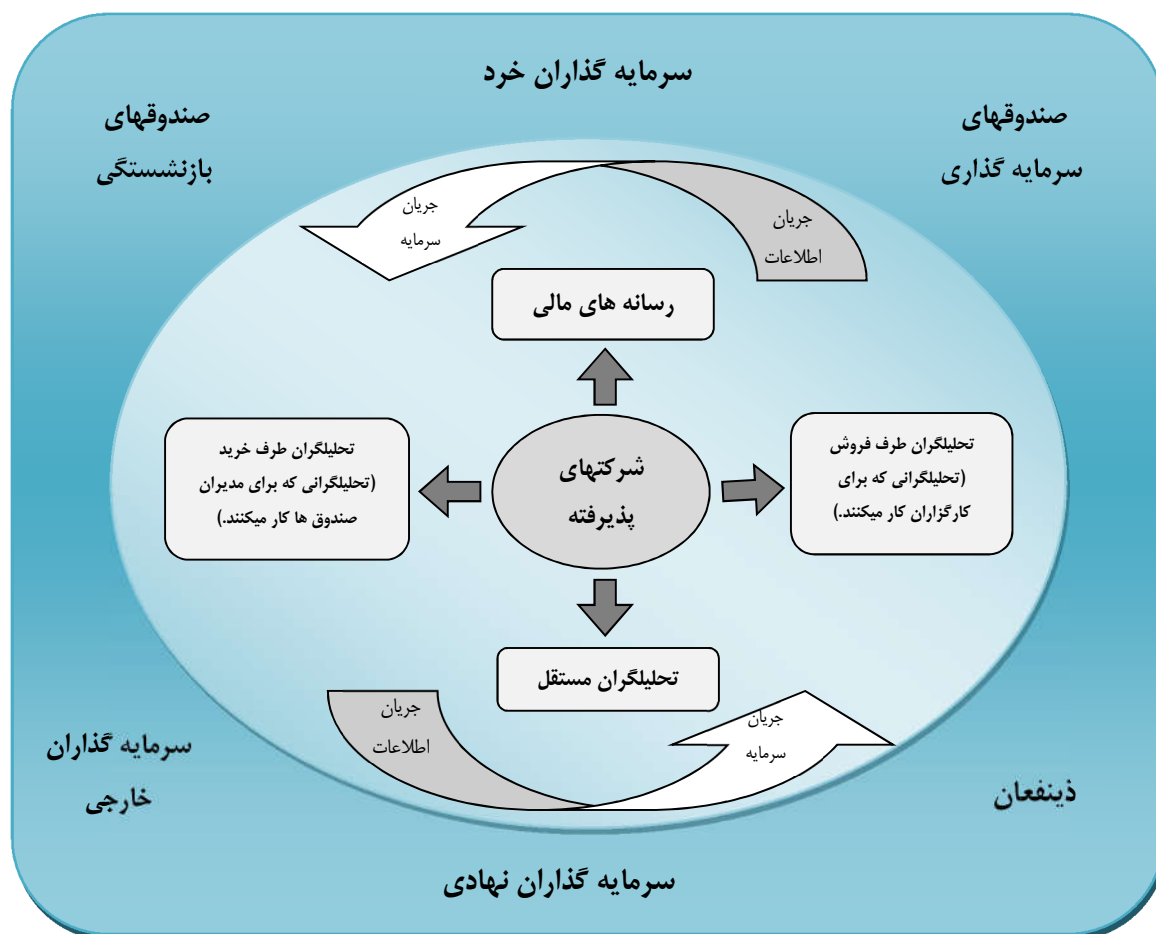 سرمایه گذاران خرد
صندوقهای
سرمایه گذاری
صندوقهای
بازنشستگی
جریان
اطلاعات
جریان
سرمایه
رسانه های مالی
تحلیلگران طرف فروش
(تحلیلگرانی که برای
کارگزاران کار میکنند.)
شرکتهای
پذیرفته
تحلیلگران طرف خرید
(تحلیلگرانی که برای مدیران
صندوق ها کار میکنند.)
تحلیلگران مستقل
جریان
سرمایه
جریان
اطلاعات
ذینفعان
سرمایه گذاران
خارجی
سرمایه گذاران نهادی